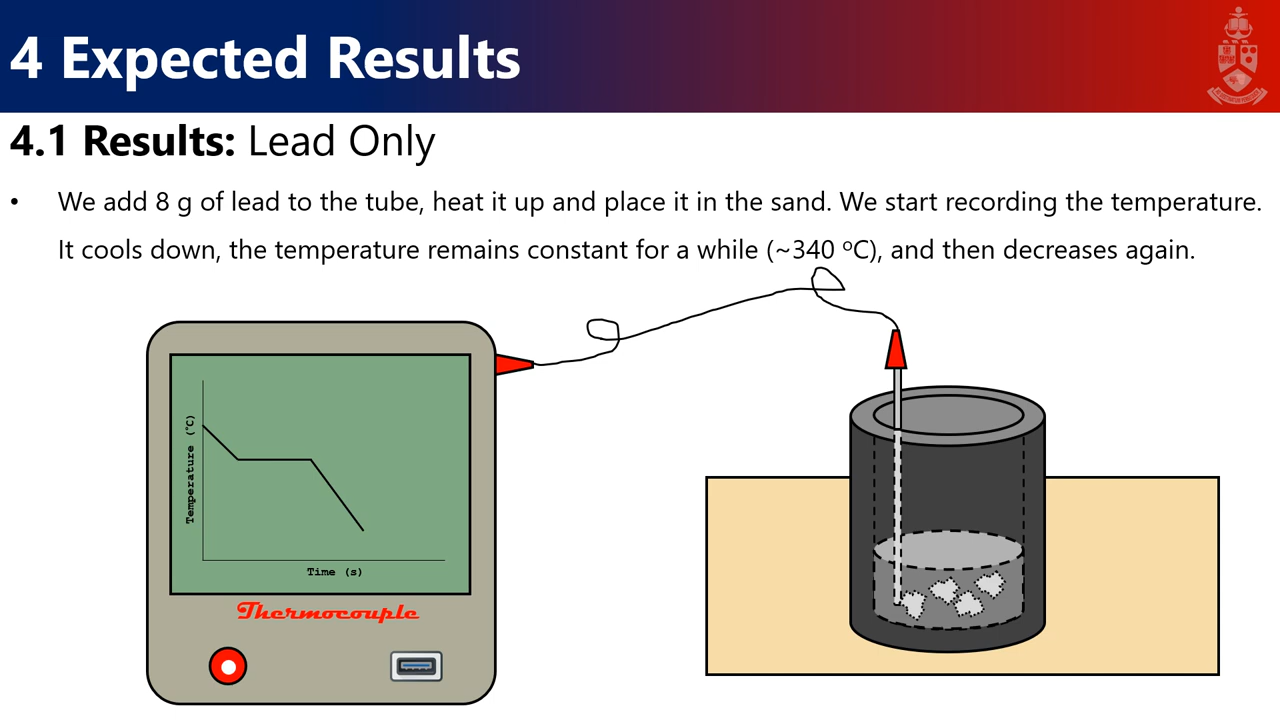 4 Expected Results
4.1 Results: Lead Only
• We add 8 g of lead to the tube, heat it up and place it in the sand. We start recording the temperature.
It cools down, the temperature remains constant for a while (~340 ºC), and then decreases again.
Temperature (°C)
Time (s)
Thermocouple